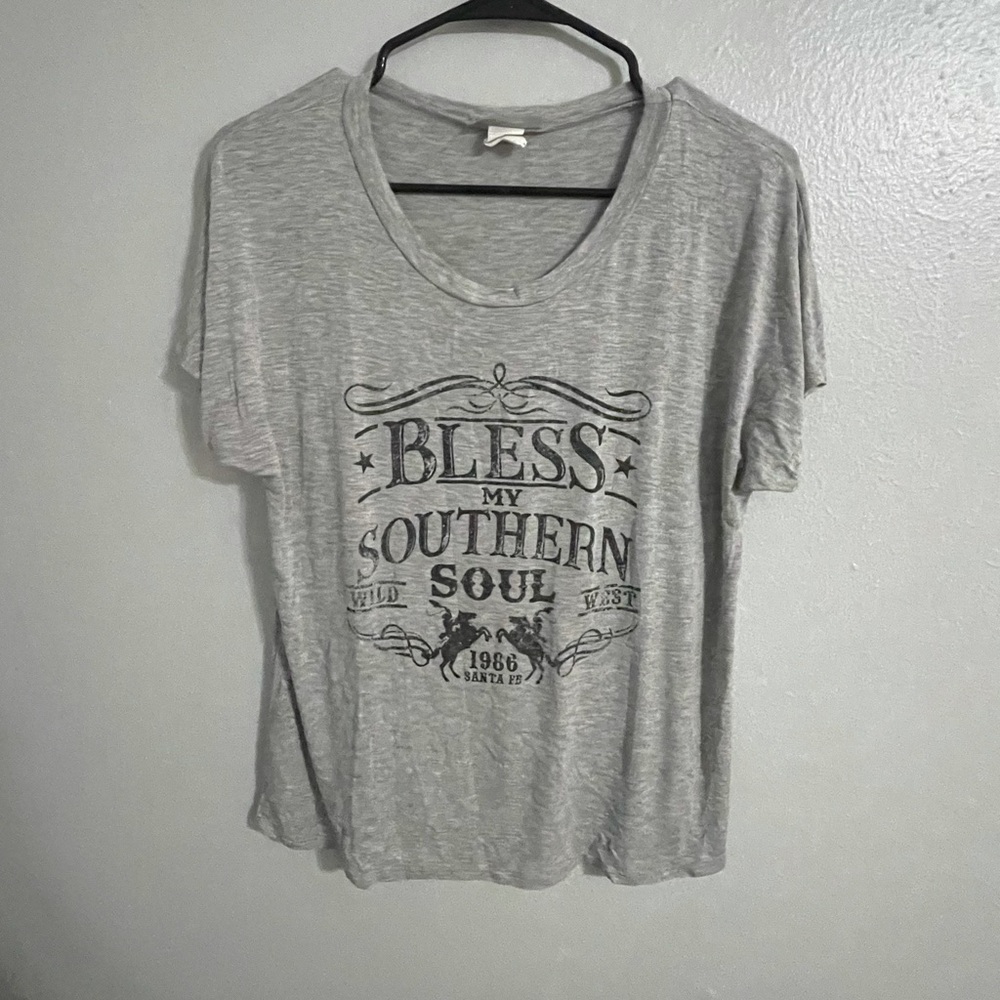 BLESS
MY
SOUTHERN
SOUL
WILD WEST
1986
SANTA FE